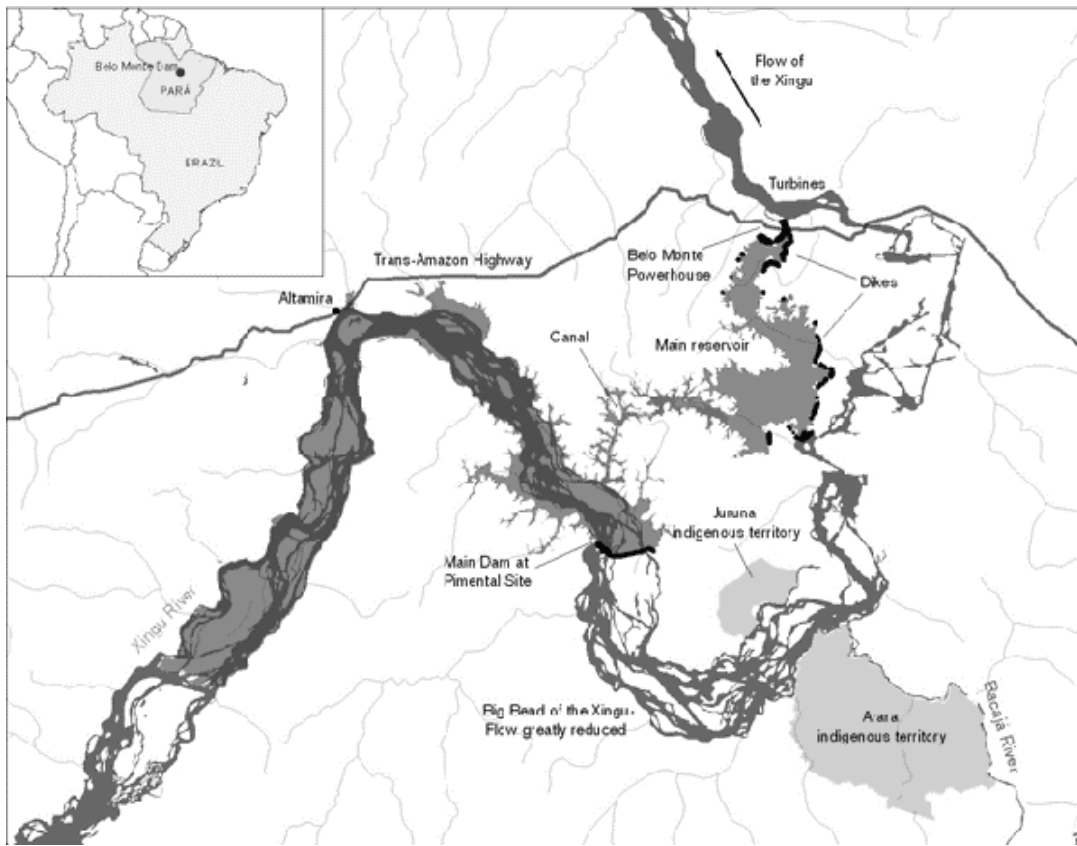 Belo Monte Dam
PARÁ
BRAZIL
Flow of
the Xingu
Turbines
Trans-Amazon Highway
Belo Monte
Powerhouse
Dikes
Altamira
Canal
Main reservoir
Juruna
indigenous territory
Main Dam at
Pimental Site
Xingu River
Big Bend of the Xingu-
Flow greatly reduced
Arara
indigenous territory
Bacajá River